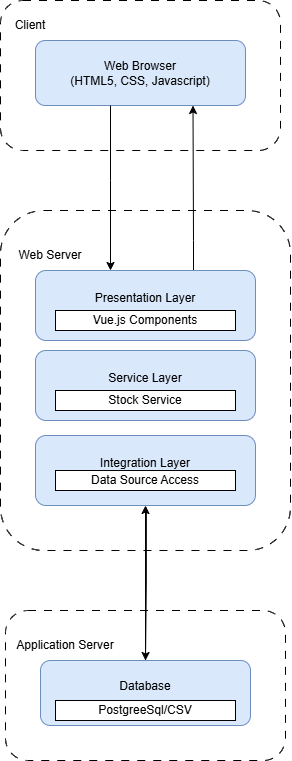 Client
Web Browser
(HTML5, CSS, Javascript)
Web Server
Presentation Layer
Vue.js Components
Service Layer
Stock Service
Integration Layer
Data Source Access
Application Server
Database
PostgreeSql/CSV